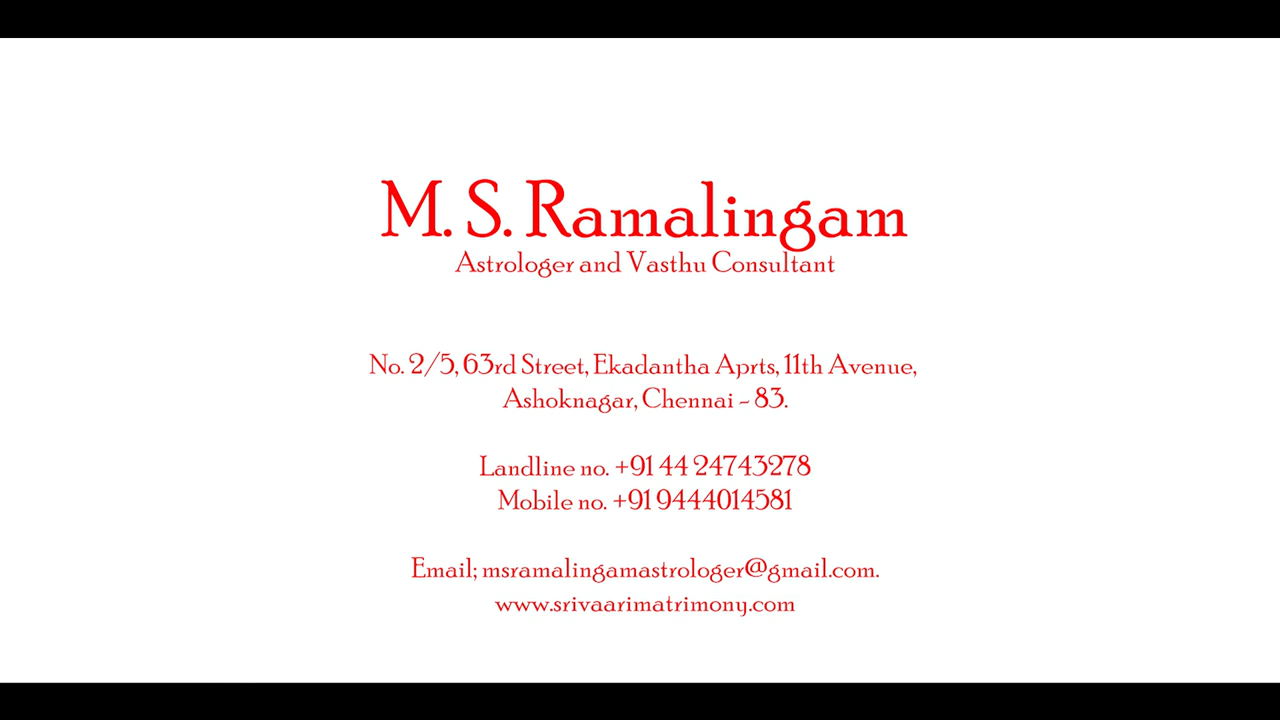 M. S. Ramalingam
Astrologer and Vasthu Consultant
No. 2/5, 63rd Street, Ekadantha Aprts, 11th Avenue,
Ashoknagar, Chennai - 83.
Landline no. +91 44 24743278
Mobile no. +91 9444014581
Email; msramalingamastrologer@gmail.com.
www.srivaarimatrimony.com